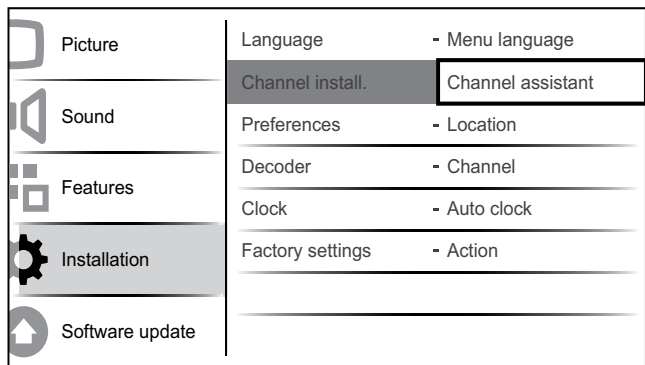 Picture
Sound
Features
Installation
Software update
Language - Menu language
Channel install. Channel assistant
Preferences - Location
Decoder - Channel
Clock - Auto clock
Factory settings - Action